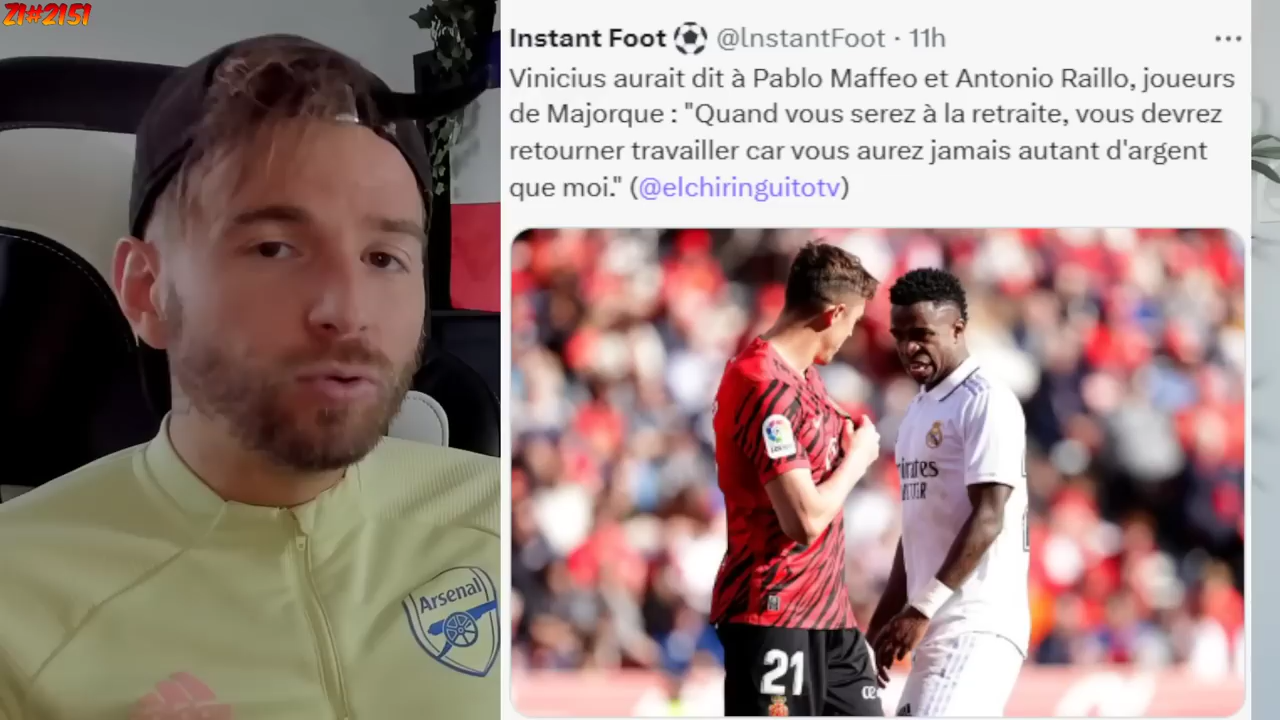 ZI#2151
Instant Foot ⚽ @lnstantFoot · 11h
Vinicius aurait dit à Pablo Maffeo et Antonio Raillo, joueurs
de Majorque : "Quand vous serez à la retraite, vous devrez
retourner travailler car vous aurez jamais autant d'argent
que moi." (@elchiringuitotv)
Arsenal
21